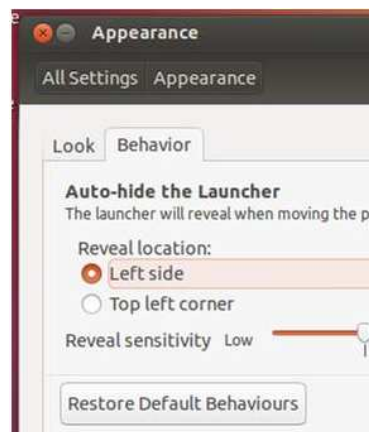 Appearance
All Settings Appearance
Look Behavior
Auto-hide the Launcher
The launcher will reveal when moving the p
Reveal location:
Left side
Top left corner
Reveal sensitivity Low
Restore Default Behaviours